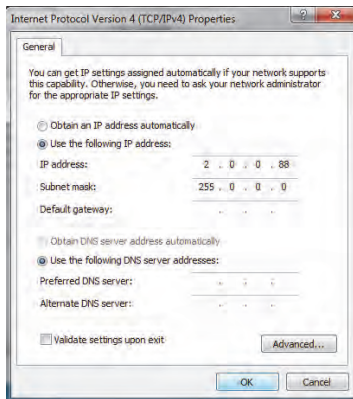 Internet Protocol Version 4 (TCP/IPv4) Properties
General
You can get IP settings assigned automatically if your network supports
this capability. Otherwise, you need to ask your network administrator
for the appropriate IP settings.
Obtain an IP address automatically
Use the following IP address:
IP address: 2 . 0 . 0 . 88
Subnet mask: 255 . 0 . 0 . 0
Default gateway: . . .
Obtain DNS server address automatically
Use the following DNS server addresses:
Preferred DNS server: . . .
Alternate DNS server: . . .
Validate settings upon exit
Advanced...
OK Cancel